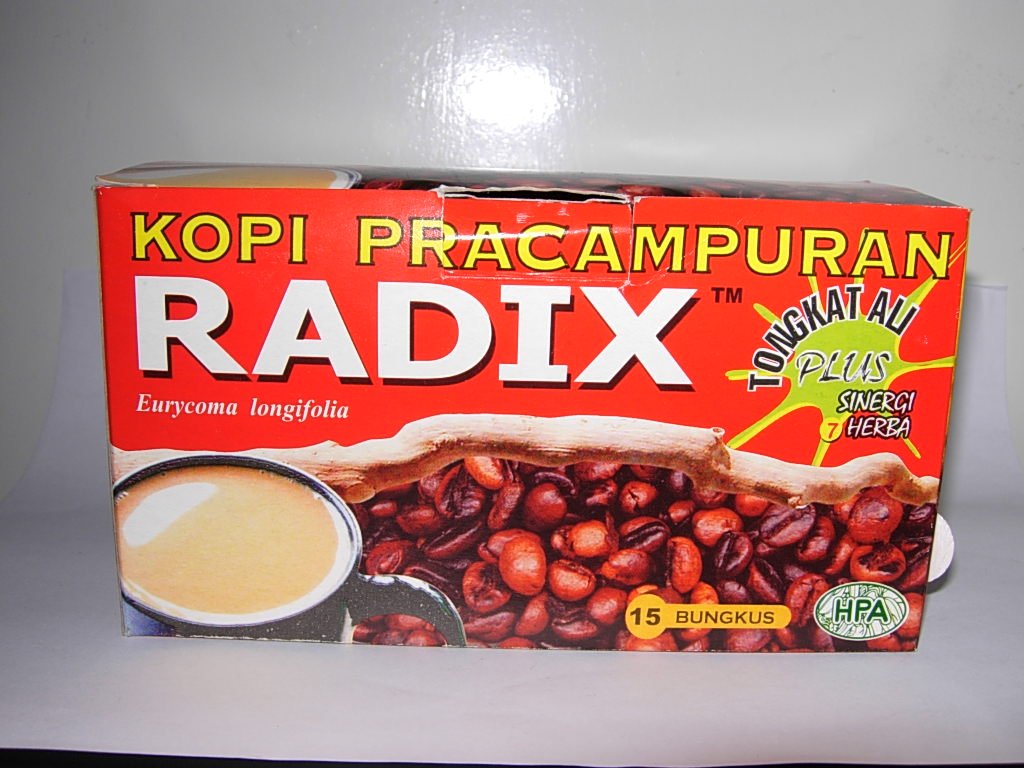 KOPI PRACAMPURAN
RADIX™
Eurycoma longifolia
TONGKAT ALI
PLUS
SINERGI
7 HERBA
15 BUNGKUS
HPA